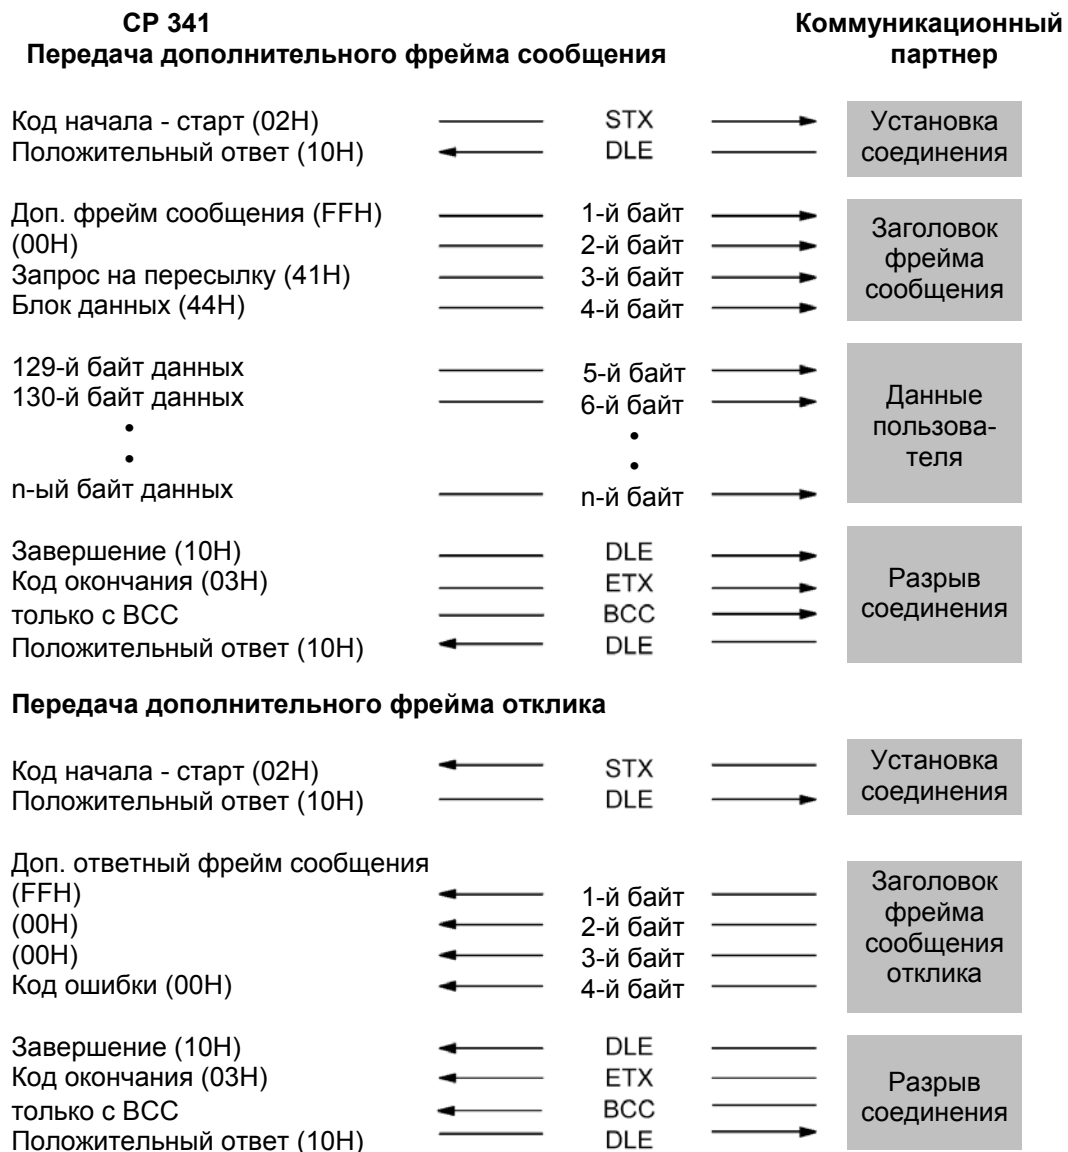 CP 341 Коммуникационный
Передача дополнительного фрейма сообщения партнер
Код начала - старт (02H) STX Установка
Положительный ответ (10H) DLE соединения
Доп. фрейм сообщения (FFH) 1-й байт Заголовок
(00H) 2-й байт фрейма
Запрос на пересылку (41H) 3-й байт сообщения
Блок данных (44H) 4-й байт
129-й байт данных 5-й байт Данные
130-й байт данных 6-й байт пользова-
• •
• • теля
n-ый байт данных n-й байт
Завершение (10H) DLE Разрыв
Код окончания (03H) ETX соединения
только с BCC BCC
Положительный ответ (10H) DLE
Передача дополнительного фрейма отклика
Код начала - старт (02H) STX Установка
Положительный ответ (10H) DLE соединения
Доп. ответный фрейм сообщения
(FFH) 1-й байт Заголовок
(00H) 2-й байт фрейма
(00H) 3-й байт сообщения
Код ошибки (00H) 4-й байт отклика
Завершение (10H) DLE Разрыв
Код окончания (03H) ETX соединения
только с BCC BCC
Положительный ответ (10H) DLE